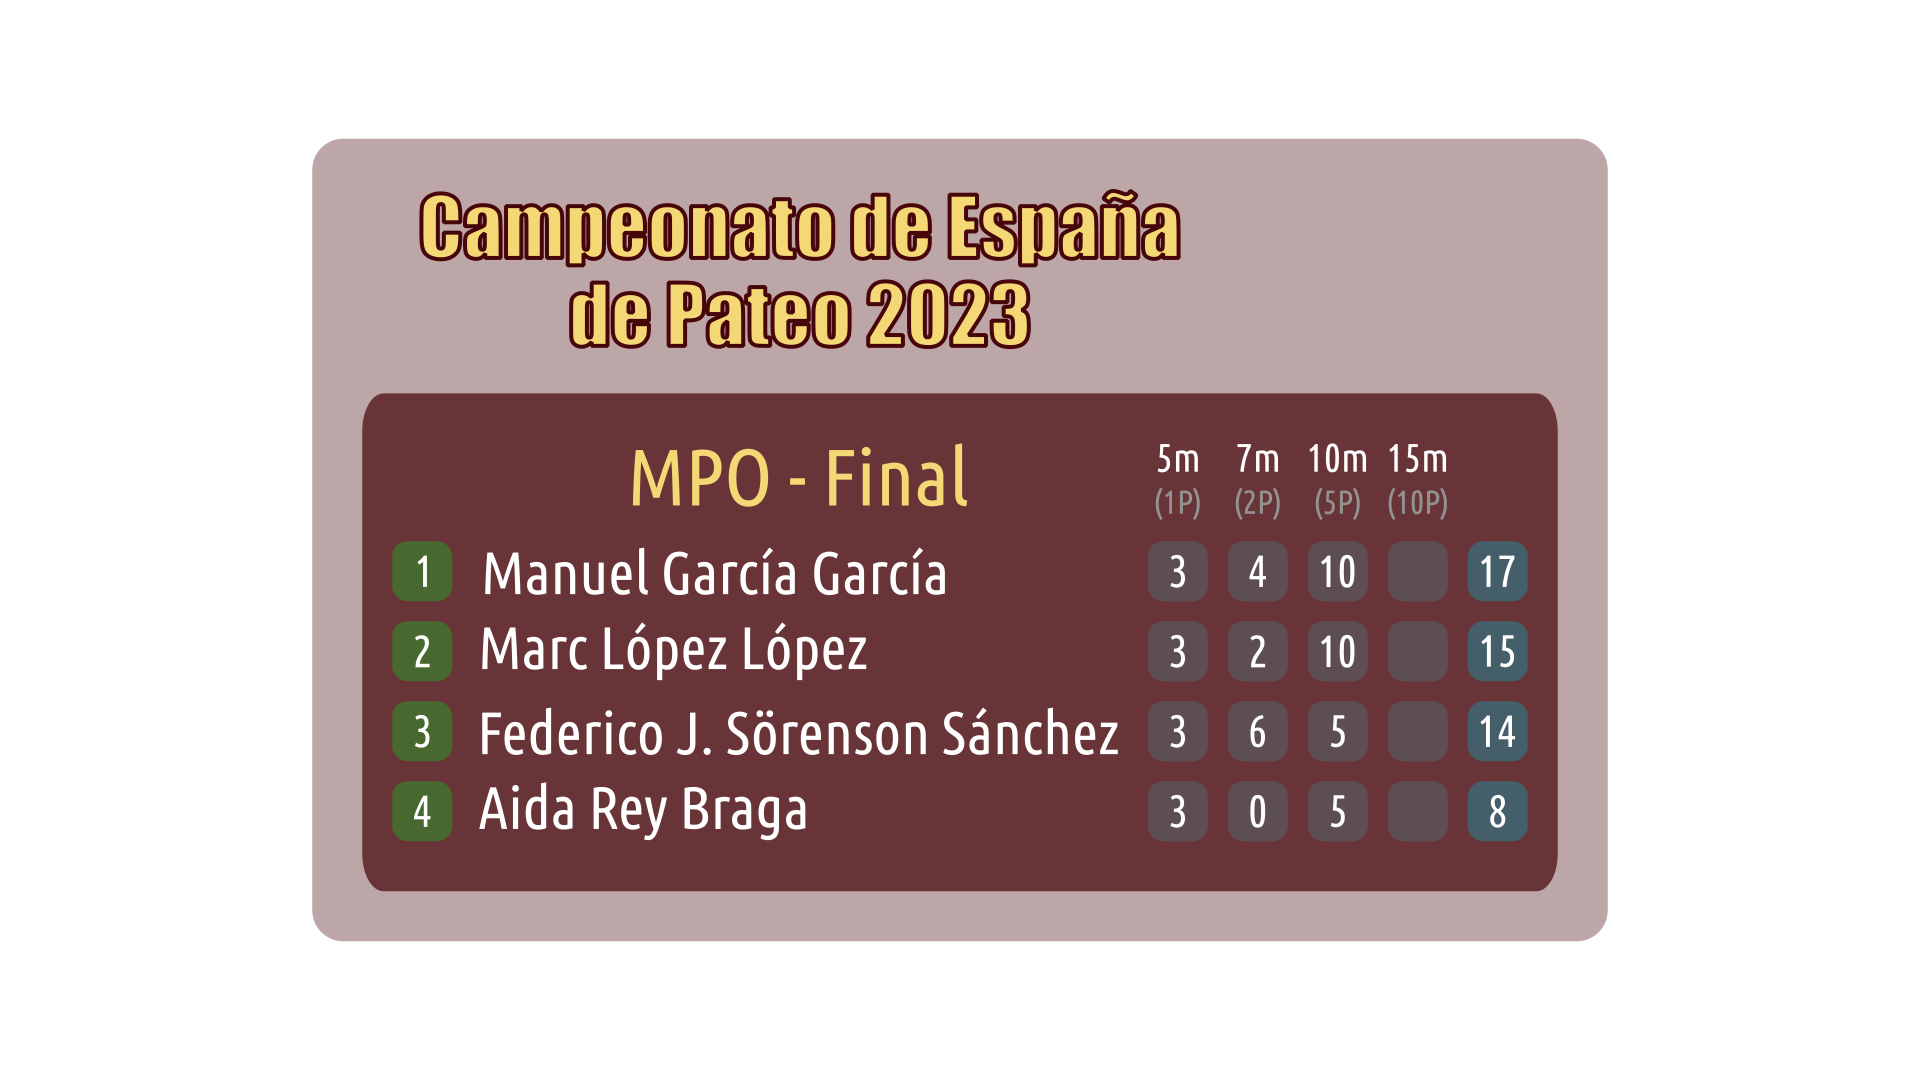 Campeonato de España
de Pateo 2023
MPO - Final 5m 7m 10m 15m
(1P) (2P) (5P) (10P)
1 Manuel García García 3 4 10 17
2 Marc López López 3 2 10 15
3 Federico J. Sörenson Sánchez 3 6 5 14
4 Aida Rey Braga 3 0 5 8